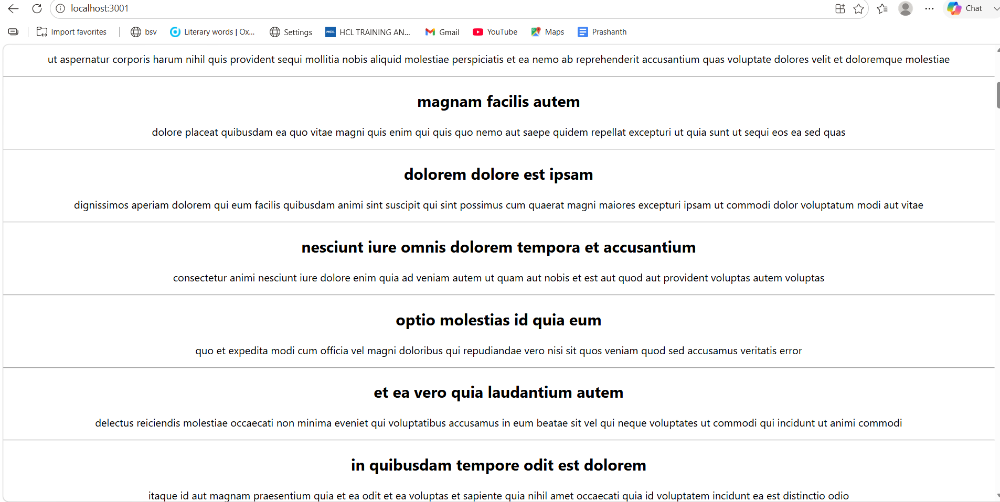 localhost:3001
Chat
Import favorites
bsv
Literary words | Ox...
Settings
HCL
HCL TRAINING AN...
Gmail
YouTube
Maps
Prashanth
ut aspernatur corporis harum nihil quis provident sequi mollitia nobis aliquid molestiae perspiciatis et ea nemo ab reprehenderit accusantium quas voluptate dolores velit et doloremque molestiae
magnam facilis autem
dolore placeat quibusdam ea quo vitae magni quis enim qui quis quo nemo aut saepe quidem repellat excepturi ut quia sunt ut sequi eos ea sed quas
dolorem dolore est ipsam
dignissimos aperiam dolorem qui eum facilis quibusdam animi sint suscipit qui sint possimus cum quaerat magni maiores excepturi ipsam ut commodi dolor voluptatum modi aut vitae
nesciunt iure omnis dolorem tempora et accusantium
consectetur animi nesciunt iure dolore enim quia ad veniam autem ut quam aut nobis et est aut quod aut provident voluptas autem voluptas
optio molestias id quia eum
quo et expedita modi cum officia vel magni doloribus qui repudiandae vero nisi sit quos veniam quod sed accusamus veritatis error
et ea vero quia laudantium autem
delectus reiciendis molestiae occaecati non minima eveniet qui voluptatibus accusamus in eum beatae sit vel qui neque voluptates ut commodi qui incidunt ut animi commodi
in quibusdam tempore odit est dolorem
itaque id aut magnam praesentium quia et ea odit et ea voluptas et sapiente quia nihil amet occaecati quia id voluptatem incidunt ea est distinctio odio